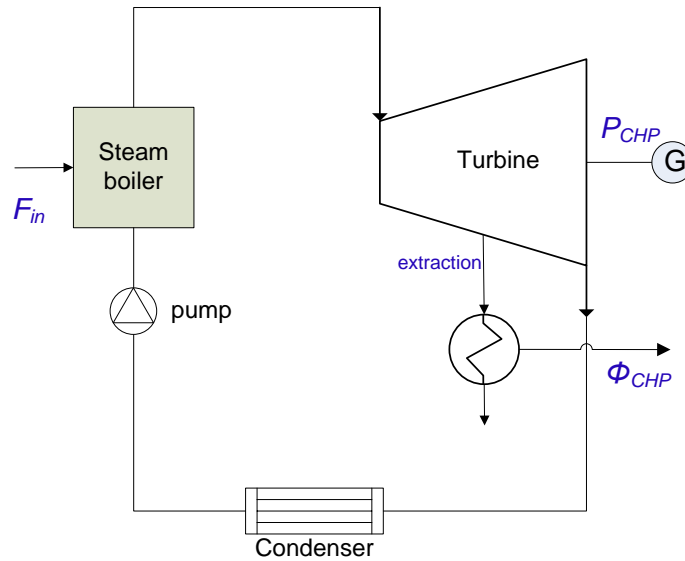 P_CHP
G
Steam
boiler
Turbine
F_in
extraction
pump
Φ_CHP
Condenser